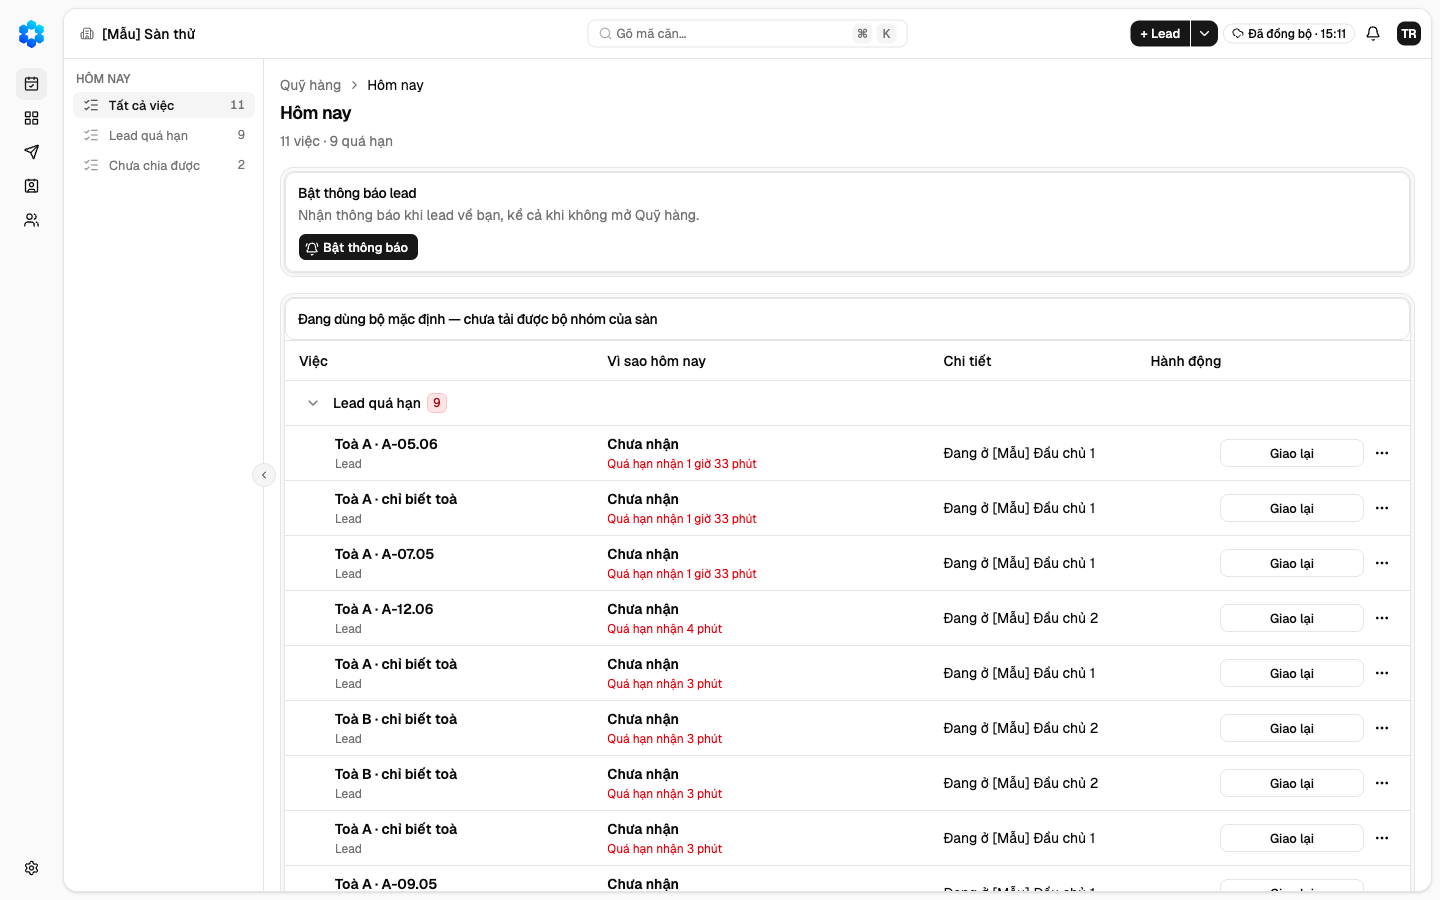 [Mẫu] Sàn thử
Gõ mã căn...
⌘ K
+ Lead
Đã đồng bộ · 15:11
TR
HÔM NAY
Tất cả việc 11
Lead quá hạn 9
Chưa chia được 2
Quỹ hàng > Hôm nay
Hôm nay
11 việc · 9 quá hạn
Bật thông báo lead
Nhận thông báo khi lead về bạn, kể cả khi không mở Quỹ hàng.
Bật thông báo
Đang dùng bộ mặc định — chưa tải được bộ nhóm của sàn
Việc Vì sao hôm nay Chi tiết Hành động
Lead quá hạn 9
Toà A · A-05.06
Lead
Chưa nhận
Quá hạn nhận 1 giờ 33 phút
Đang ở [Mẫu] Đầu chủ 1
Giao lại
Toà A · chỉ biết toà
Lead
Chưa nhận
Quá hạn nhận 1 giờ 33 phút
Đang ở [Mẫu] Đầu chủ 1
Giao lại
Toà A · A-07.05
Lead
Chưa nhận
Quá hạn nhận 1 giờ 33 phút
Đang ở [Mẫu] Đầu chủ 1
Giao lại
Toà A · A-12.06
Lead
Chưa nhận
Quá hạn nhận 4 phút
Đang ở [Mẫu] Đầu chủ 2
Giao lại
Toà A · chỉ biết toà
Lead
Chưa nhận
Quá hạn nhận 3 phút
Đang ở [Mẫu] Đầu chủ 1
Giao lại
Toà B · chỉ biết toà
Lead
Chưa nhận
Quá hạn nhận 3 phút
Đang ở [Mẫu] Đầu chủ 2
Giao lại
Toà B · chỉ biết toà
Lead
Chưa nhận
Quá hạn nhận 3 phút
Đang ở [Mẫu] Đầu chủ 2
Giao lại
Toà A · chỉ biết toà
Lead
Chưa nhận
Quá hạn nhận 3 phút
Đang ở [Mẫu] Đầu chủ 1
Giao lại
Toà A · A-09.05
Chưa nhận